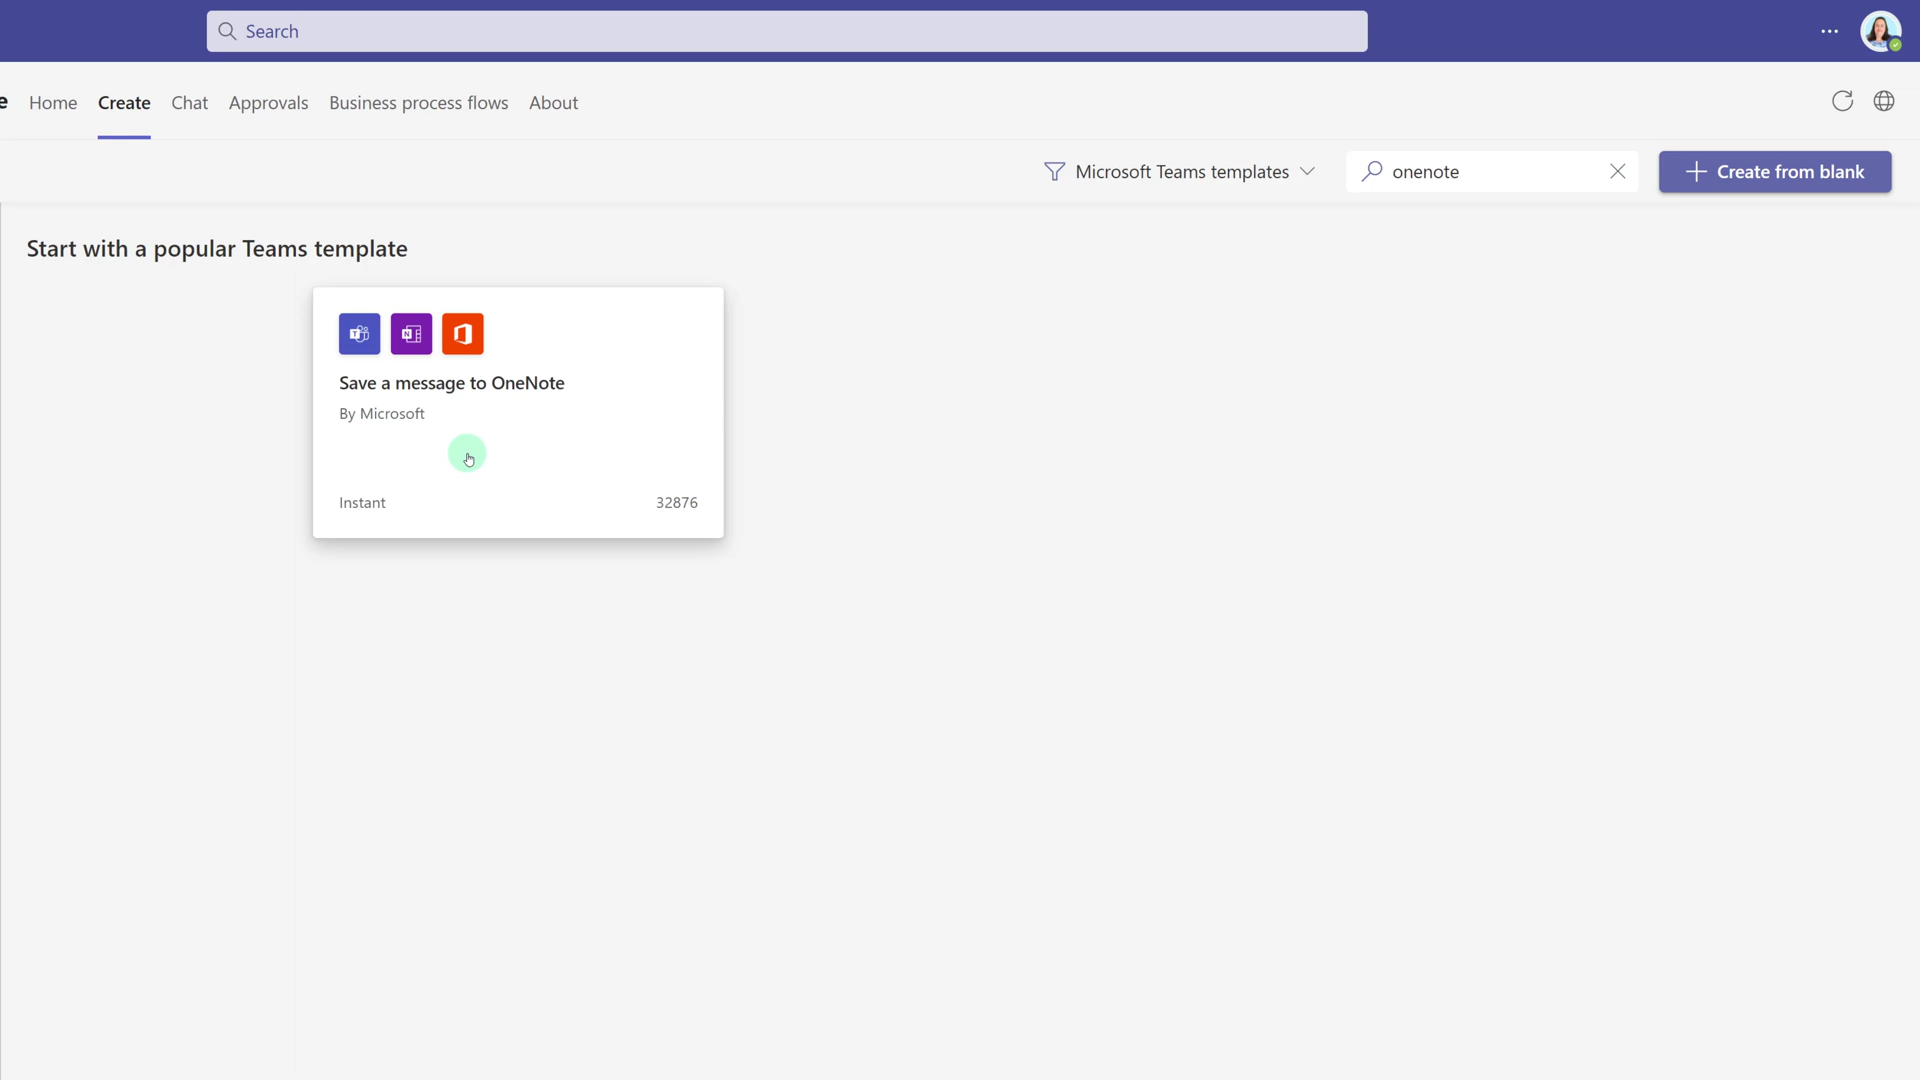 Search
e Home Create Chat Approvals Business process flows About
Microsoft Teams templates onenote Create from blank
Start with a popular Teams template
Save a message to OneNote
By Microsoft
Instant 32876